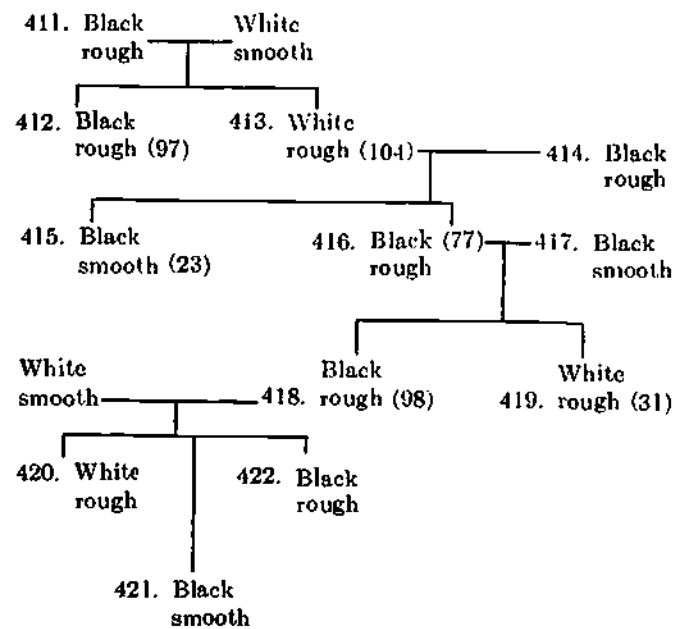 411. Black White
rough smooth
412. Black 413. White
rough (97) rough (104) 414. Black
rough
415. Black 416. Black (77) 417. Black
smooth (23) rough smooth
White Black White
smooth 418. rough (98) 419. rough (31)
420. White 422. Black
rough rough
421. Black
smooth